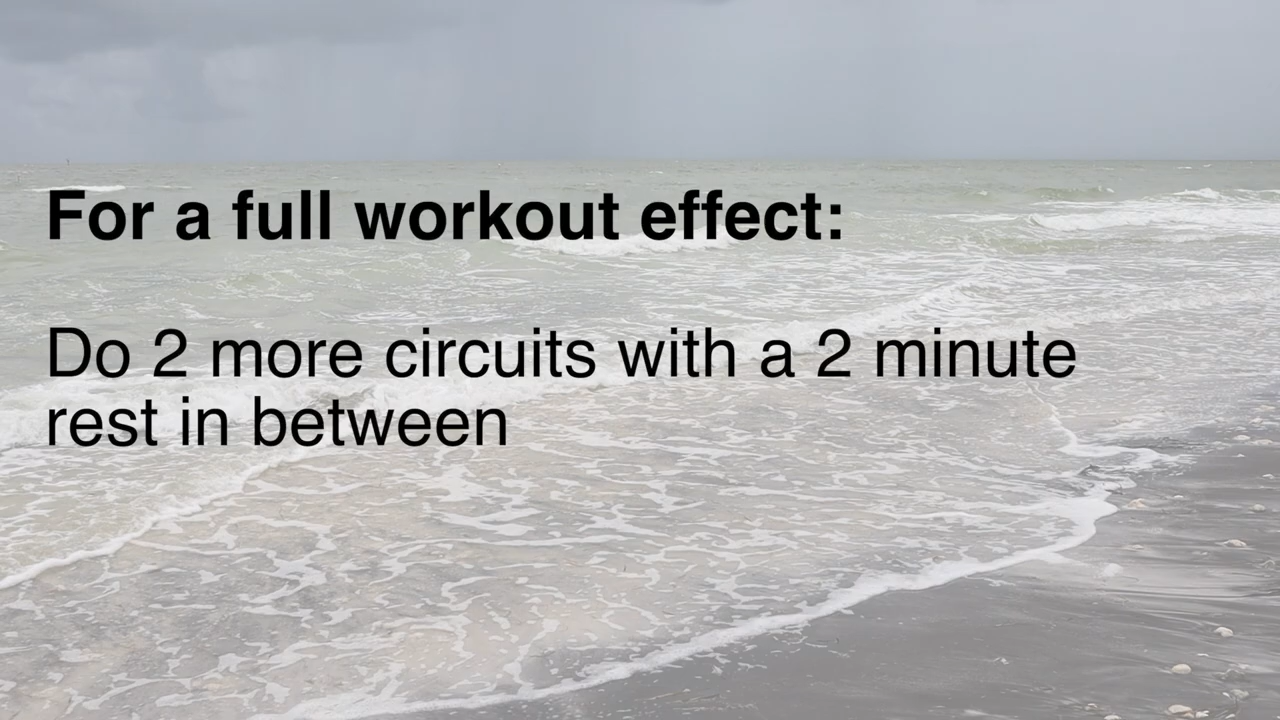 For a full workout effect:
Do 2 more circuits with a 2 minute
rest in between